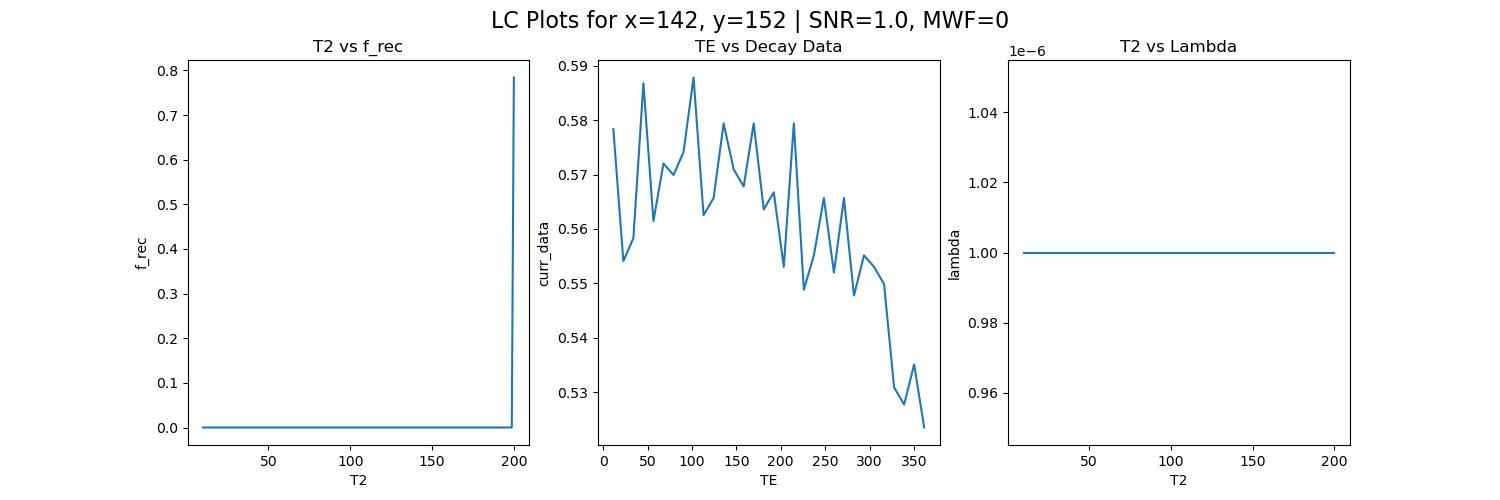 LC Plots for x=142, y=152 | SNR=1.0, MWF=0
T2 vs f_rec
0.8
0.7
0.6
0.5
0.4
0.3
0.2
0.1
0.0
f_rec
50 100 150 200
T2
TE vs Decay Data
0.59
0.58
0.57
0.56
0.55
0.54
0.53
curr_data
0 50 100 150 200 250 300 350
TE
T2 vs Lambda
1e−6
1.04
1.02
1.00
0.98
0.96
lambda
50 100 150 200
T2